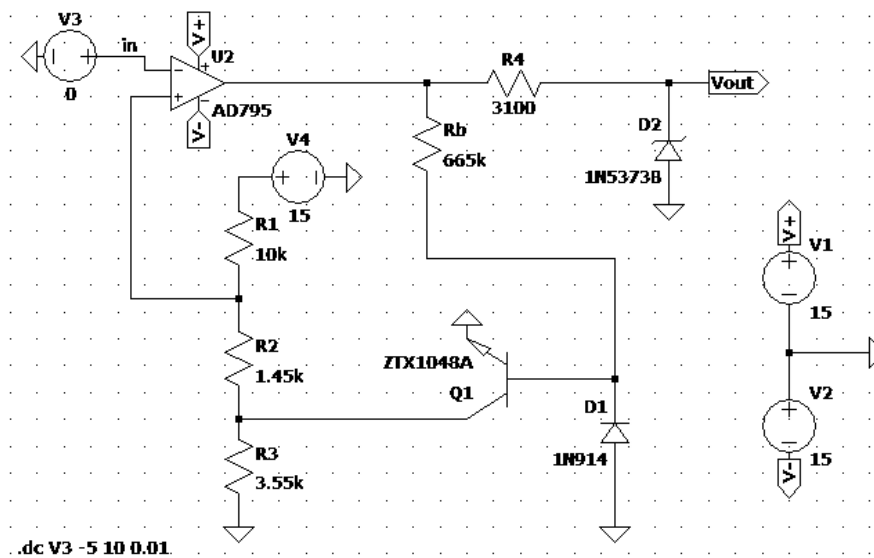 V3
in
0
V+
U2
AD795
V-
R4
3100
Vout
Rb
665k
D2
1N5373B
V4
15
R1
10k
R2
1.45k
R3
3.55k
ZTX1048A
Q1
D1
1N914
V+
V1
15
V2
15
V-
.dc V3 -5 10 0.01